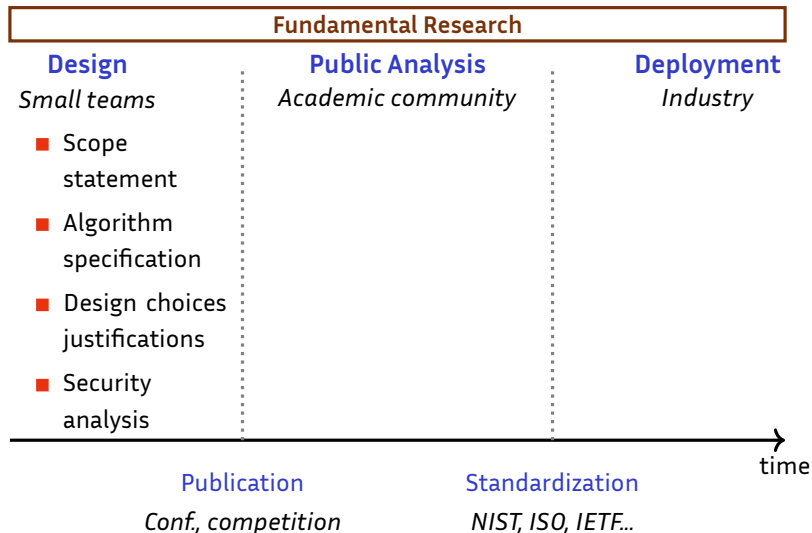 Fundamental Research
Design
Small teams
Scope
statement
Algorithm
specification
Design choices
justifications
Security
analysis
Public Analysis
Academic community
Deployment
Industry
time
Publication
Conf., competition
Standardization
NIST, ISO, IETF...